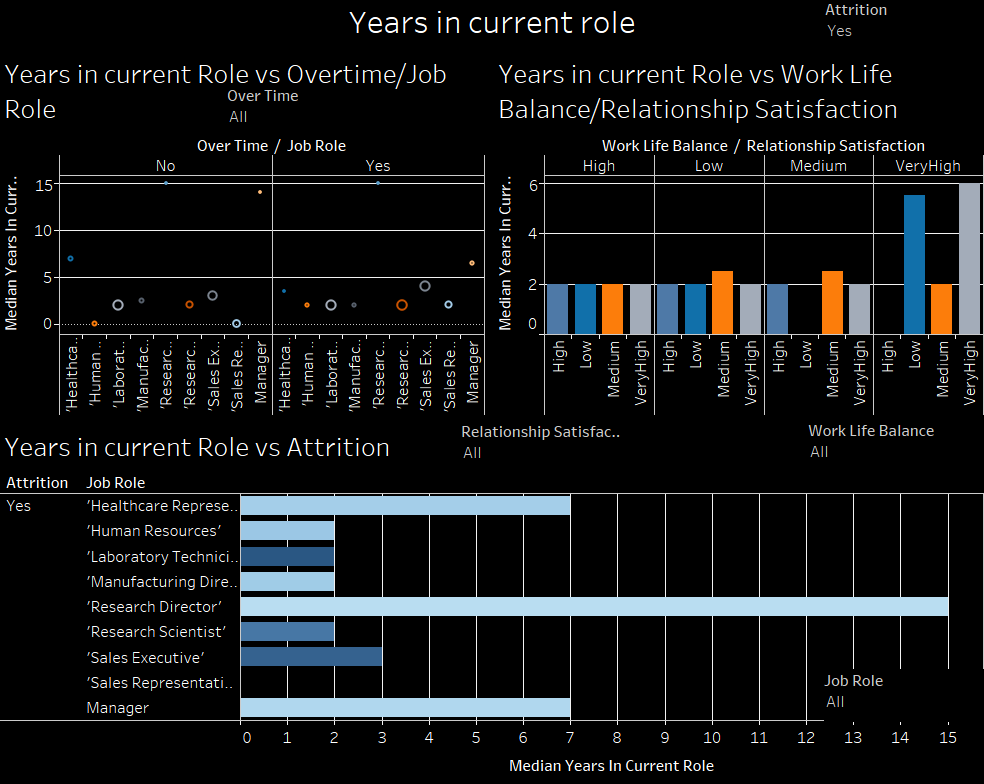 Years in current role
Attrition
Yes
Years in current Role vs Overtime/Job
Role
Over Time
All
Years in current Role vs Work Life
Balance/Relationship Satisfaction
Over Time / Job Role
No
Yes
Median Years In Curr..
15
10
5
0
'Healthca..
'Human ..
'Laborat..
'Manufac..
'Researc..
'Researc..
'Sales Ex..
'Sales Re..
Manager
'Healthca..
'Human ..
'Laborat..
'Manufac..
'Researc..
'Researc..
'Sales Ex..
'Sales Re..
Manager
Work Life Balance / Relationship Satisfaction
High
Low
Medium
VeryHigh
Median Years In Curr..
6
4
2
0
High
Low
Medium
VeryHigh
High
Low
Medium
VeryHigh
High
Medium
VeryHigh
High
Low
Medium
VeryHigh
Years in current Role vs Attrition
Relationship Satisfac..
All
Work Life Balance
All
Attrition
Job Role
Yes
'Healthcare Represe..
'Human Resources'
'Laboratory Technici..
'Manufacturing Dire..
'Research Director'
'Research Scientist'
'Sales Executive'
'Sales Representati..
Manager
Job Role
All
0 1 2 3 4 5 6 7 8 9 10 11 12 13 14 15
Median Years In Current Role